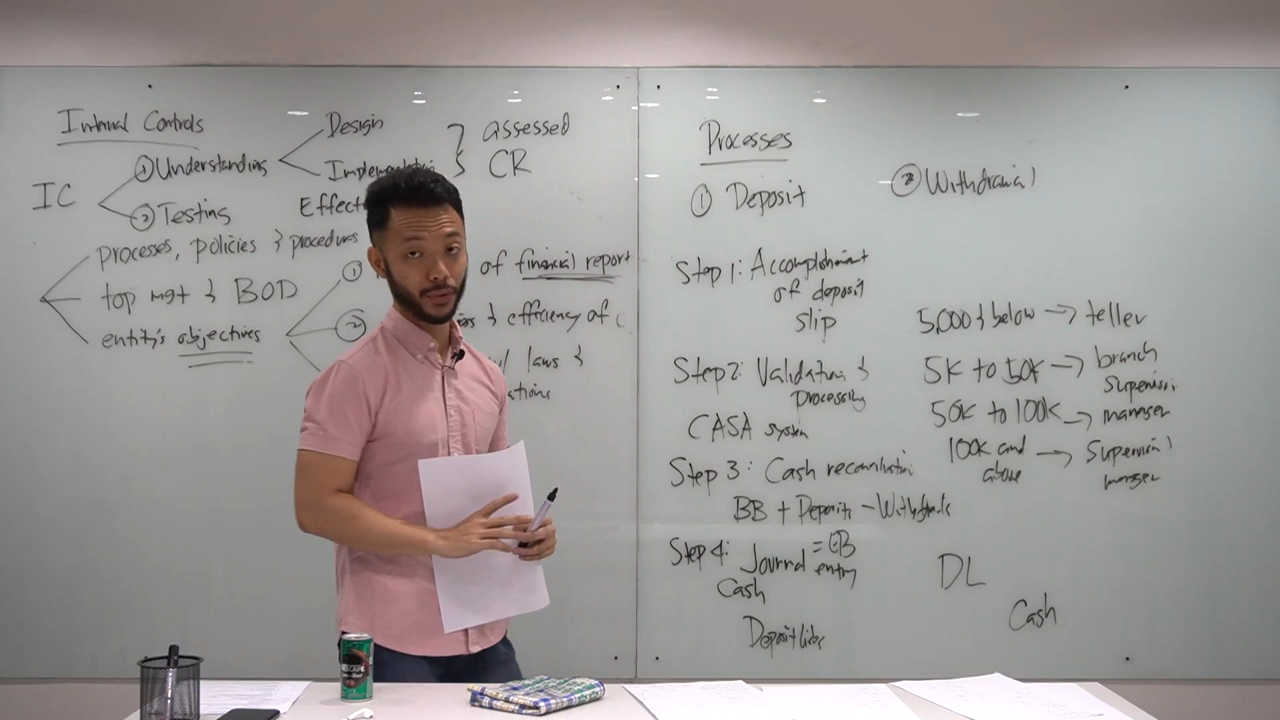 Internal Controls
IC
① Understanding
Design
assessed
CR
② Testing
processes, policies & procedures
top mgt & BOD
entity's objectives
①
of financial report
②
& efficiency of
laws &
Processes
① Deposit
② Withdrawal
Step 1: Accomplishment
of deposit
slip
Step 2: Validation &
processing
CASA system
Step 3: Cash reconciliation
BB + Deposits - Withdrawals
= EB
Step 4: Journal entry
Cash
Deposit liabs
5,000 & below → teller
5K to 50K → branch
supervisor
50K to 100K → manager
100K and
above → Supervisor /
manager
DL
Cash